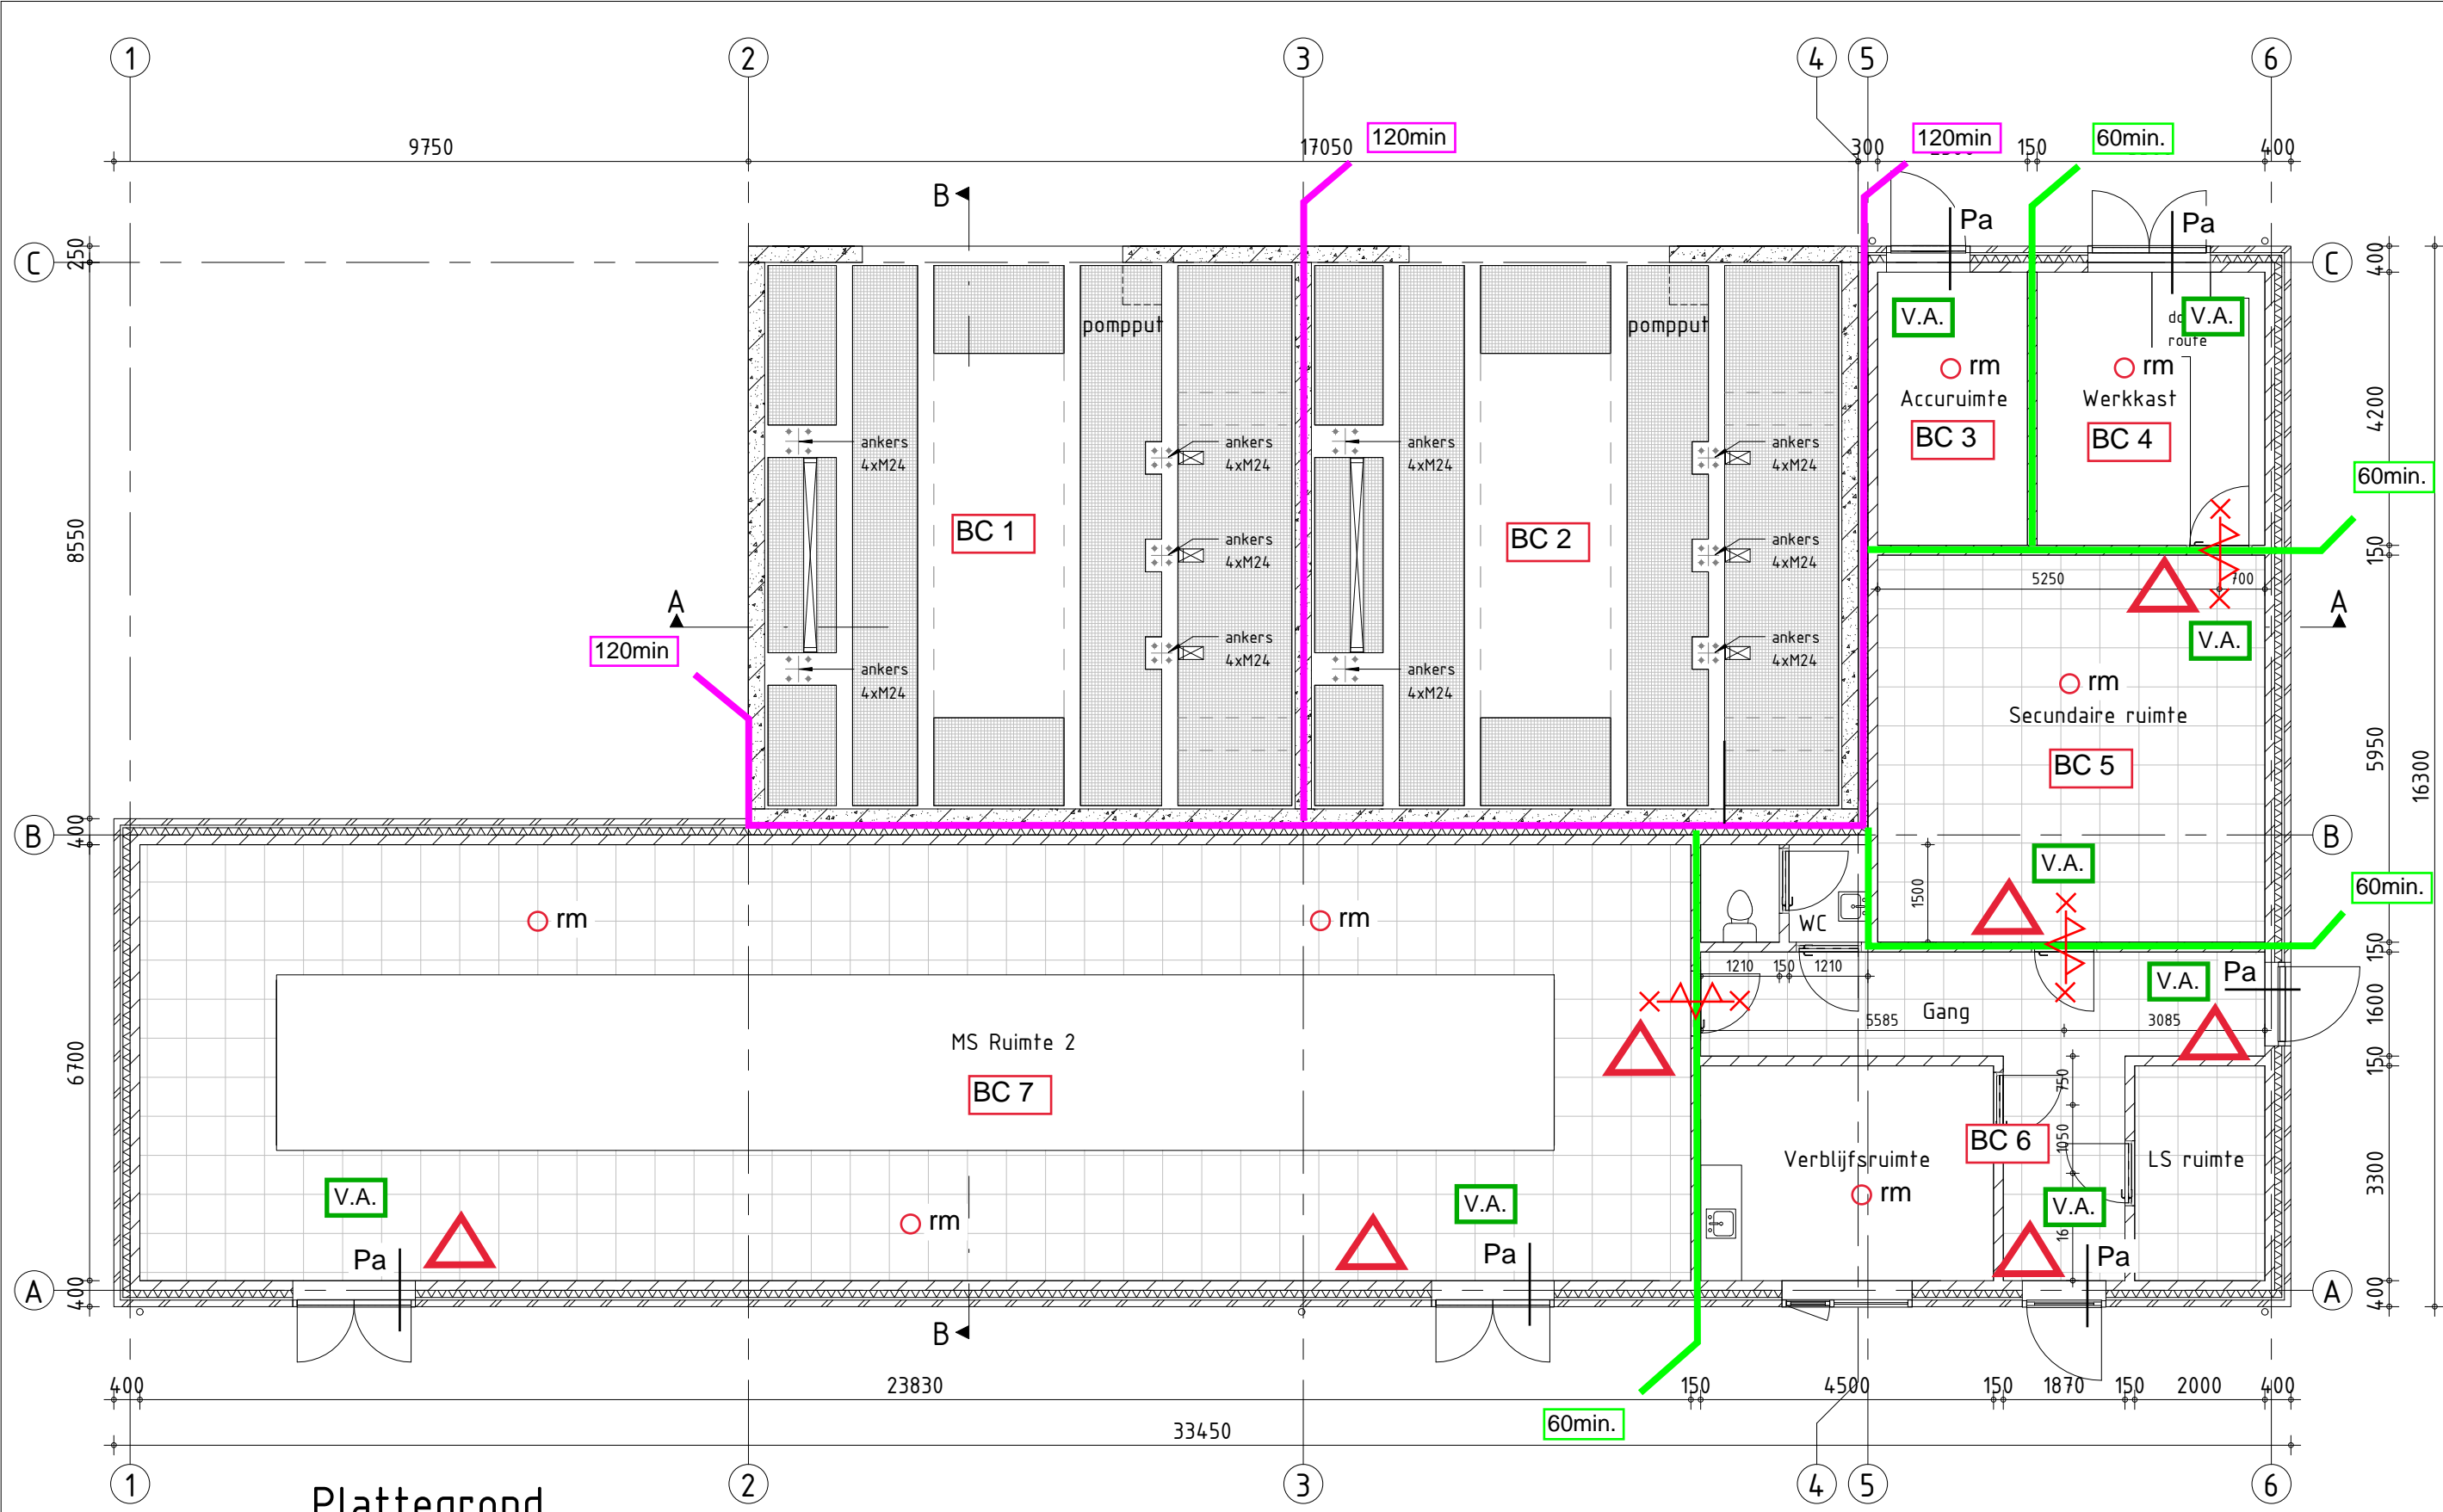 1
2
3
4
5
6
120min
120min
60min.
9750
17050
300
150
400
B
Pa
Pa
C
250
400
C
pompput
pompput
V.A.
V.A.
route
rm
rm
Accuruimte
Werkkast
BC 3
BC 4
4200
ankers
4xM24
ankers
4xM24
ankers
4xM24
ankers
4xM24
60min.
BC 1
BC 2
8550
ankers
4xM24
ankers
4xM24
150
5250
700
A
A
120min
ankers
4xM24
ankers
4xM24
ankers
4xM24
ankers
4xM24
V.A.
rm
Secundaire ruimte
BC 5
5950
16300
400
B
B
V.A.
60min.
1500
rm
rm
WC
150
1210
150
1210
V.A.
Pa
Gang
1600
5585
3085
MS Ruimte 2
6700
150
750
BC 7
BC 6
1050
Verblijfsruimte
LS ruimte
3300
V.A.
V.A.
rm
V.A.
rm
16
Pa
Pa
Pa
A
400
400
A
B
400
23830
150
4500
150
1870
150
2000
400
60min.
33450
1
2
3
4
5
6
Plattegrond